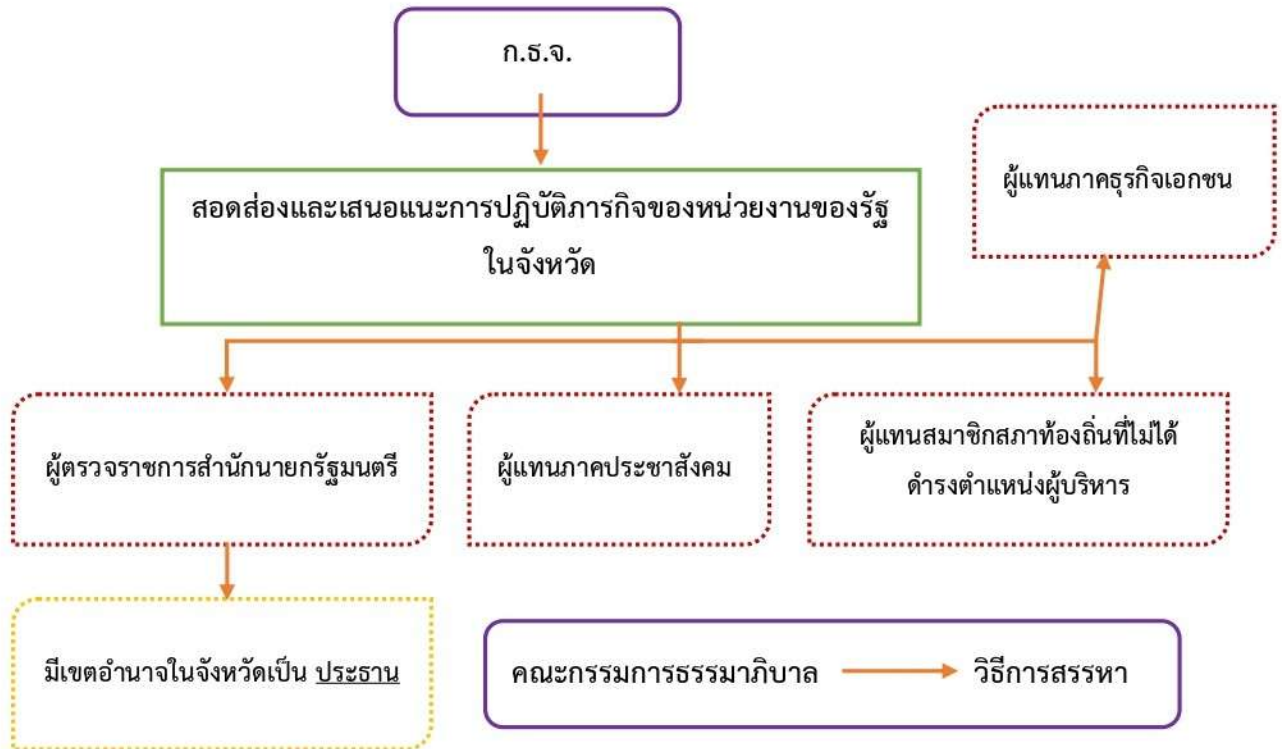 ก.ธ.จ.
สอดส่องและเสนอแนะการปฏิบัติภารกิจของหน่วยงานของรัฐ
ในจังหวัด
ผู้แทนภาคธุรกิจเอกชน
ผู้ตรวจราชการสำนักนายกรัฐมนตรี
ผู้แทนภาคประชาสังคม
ผู้แทนสมาชิกสภาท้องถิ่นที่ไม่ได้
ดำรงตำแหน่งผู้บริหาร
มีเขตอำนาจในจังหวัดเป็น ประธาน
คณะกรรมการธรรมาภิบาล วิธีการสรรหา